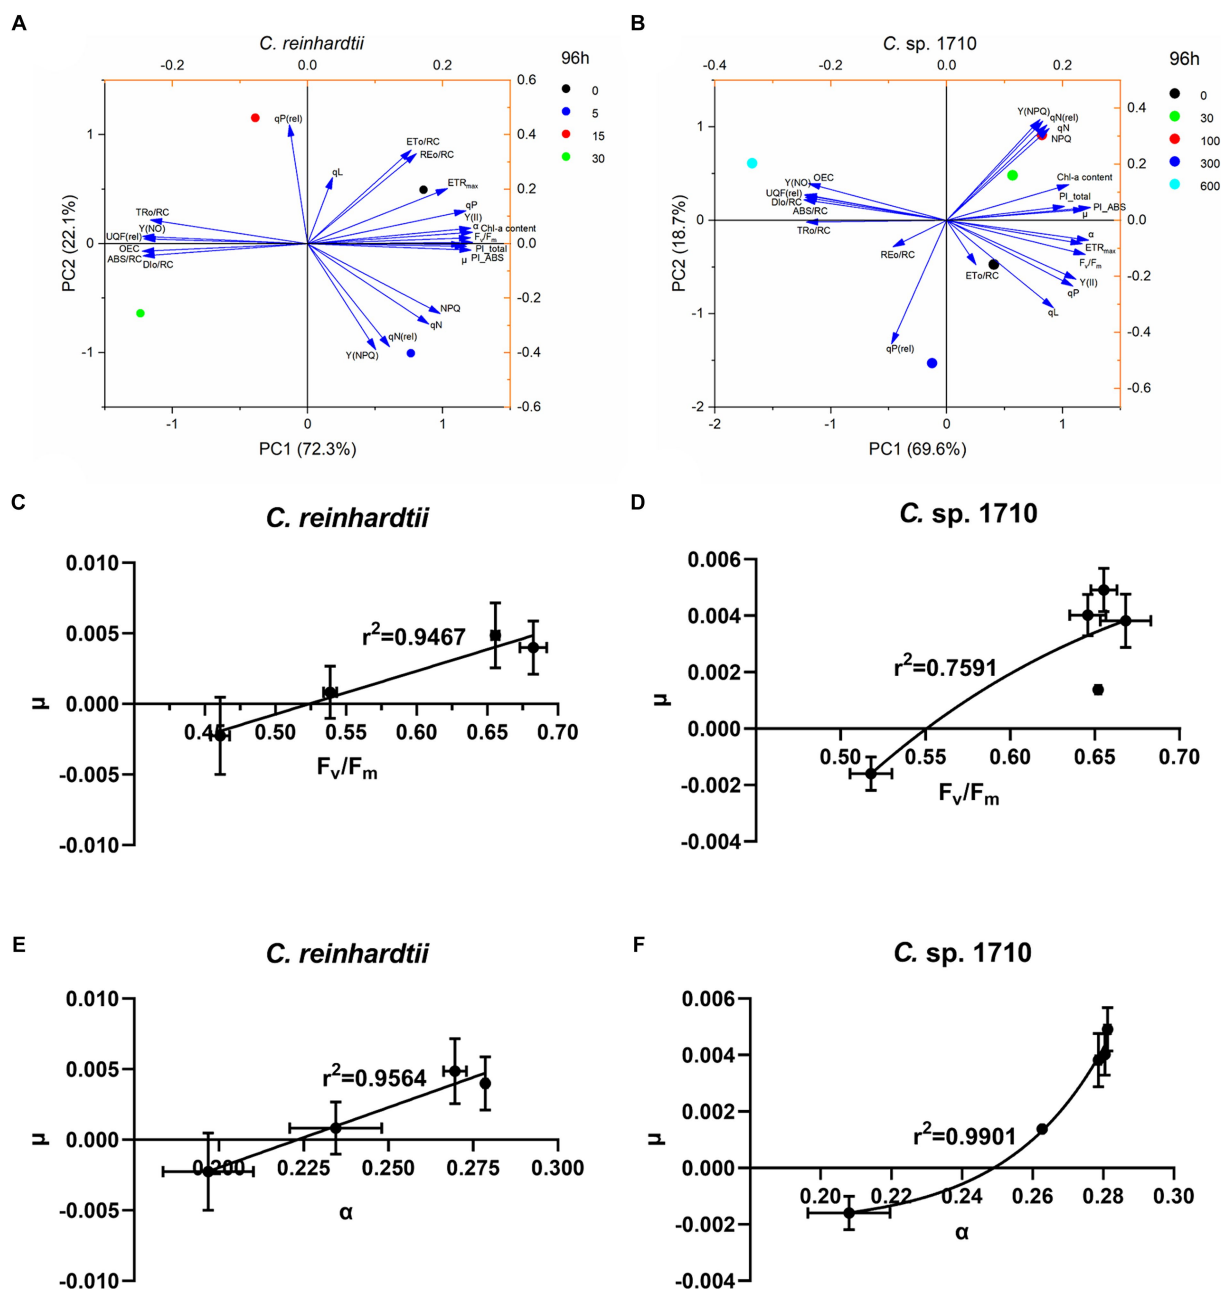 A
C. reinhardtii
-0.2 0.0 0.2
96h
0
5
15
30
0.6
0.4
0.2
0.0
-0.2
-0.4
-0.6
1
0
-1
PC2 (22.1%)
qP(rel)
qL
ETo/RC
REo/RC
ETRmax
qP
Y(II)
α Chl-a content
Fv/Fm
PI_total
μ PI_ABS
TRo/RC
Y(NO)
UQF(rel)
OEC
ABS/RC
DIo/RC
NPQ
qN
qN(rel)
Y(NPQ)
-1 0 1
PC1 (72.3%)
B
C. sp. 1710
-0.4 -0.2 0.0 0.2
96h
0
30
100
300
600
0.4
0.2
0.0
-0.2
-0.4
-0.6
1
0
-1
-2
PC2 (18.7%)
Y(NPQ)
qN(rel)
qN
NPQ
Chl-a content
PI_total
PI_ABS
μ
α
ETRmax
Fv/Fm
Y(II)
qP
qL
Y(NO) OEC
UQF(rel)
DIo/RC
ABS/RC
TRo/RC
REo/RC
ETo/RC
qP(rel)
-2 -1 0 1
PC1 (69.6%)
C
C. reinhardtii
0.010
0.005
0.000
-0.005
-0.010
μ
r2=0.9467
0.45 0.50 0.55 0.60 0.65 0.70
Fv/Fm
D
C. sp. 1710
0.006
0.004
0.002
0.000
-0.002
-0.004
μ
r2=0.7591
0.50 0.55 0.60 0.65 0.70
Fv/Fm
E
C. reinhardtii
0.010
0.005
0.000
-0.005
-0.010
μ
r2=0.9564
0.200 0.225 0.250 0.275 0.300
α
F
C. sp. 1710
0.006
0.004
0.002
0.000
-0.002
-0.004
μ
r2=0.9901
0.20 0.22 0.24 0.26 0.28 0.30
α